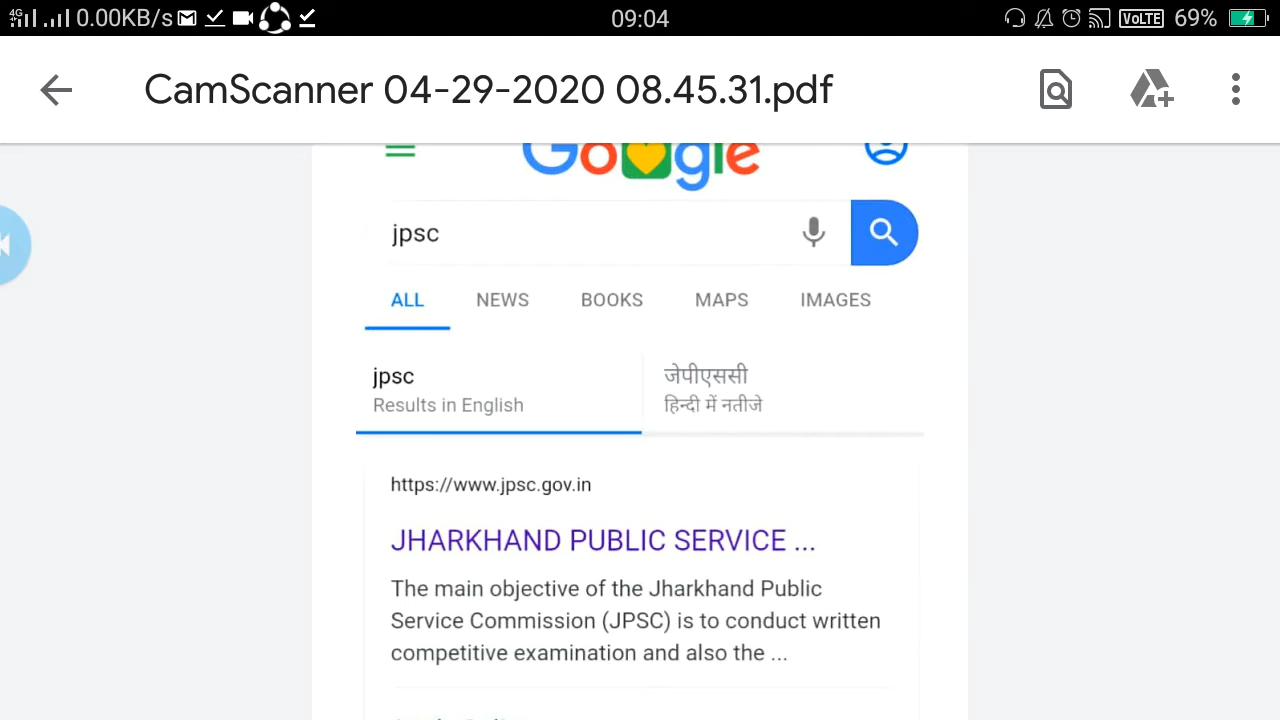 4G 0.00KB/s 09:04 VoLTE 69%
CamScanner 04-29-2020 08.45.31.pdf
Google
jpsc
ALL NEWS BOOKS MAPS IMAGES
jpsc जेपीएससी
Results in English हिन्दी में नतीजे
https://www.jpsc.gov.in
JHARKHAND PUBLIC SERVICE ...
The main objective of the Jharkhand Public
Service Commission (JPSC) is to conduct written
competitive examination and also the ...